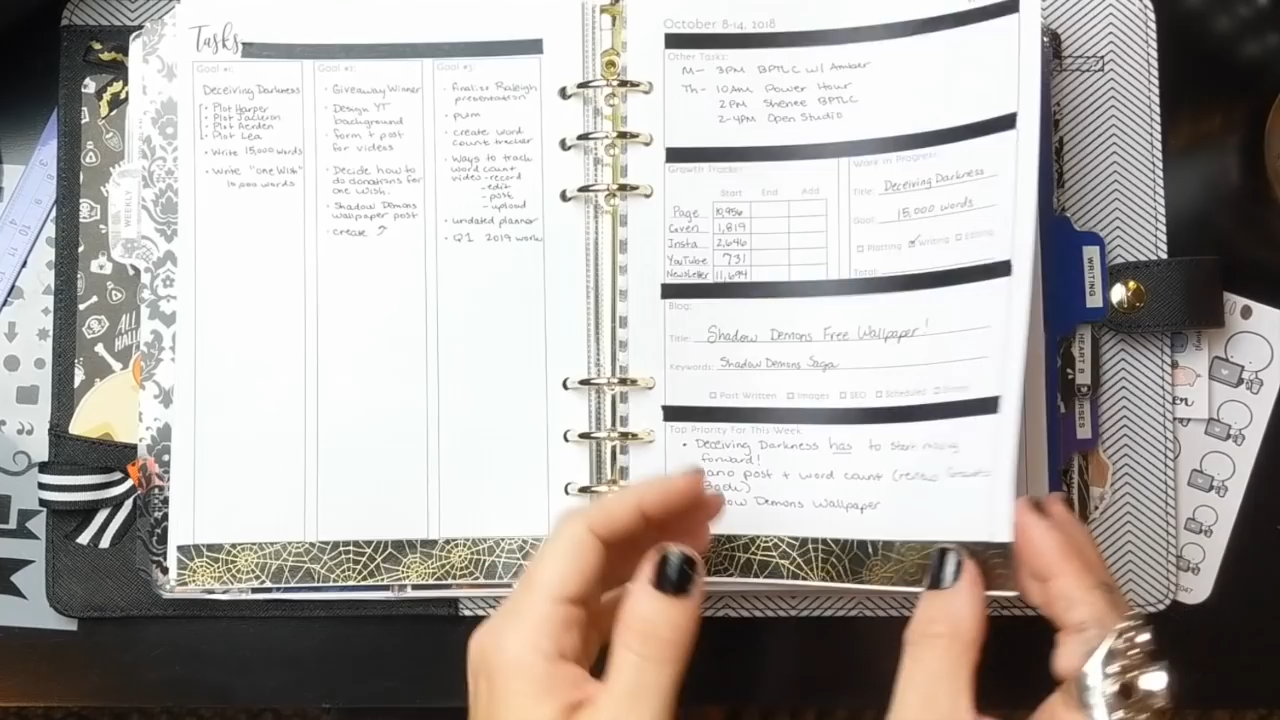 Tasks
Goal #1:
Deceiving Darkness
• Plot Harper
• Plot Jackson
• Plot Aerden
• Plot Lea
• Write 15,000 words
• Write "One Wish"
10,000 words
Goal #2:
• Giveaway Winner
• Design YT
background
• form + post
for videos
• Decide how to
do donations for
one wish.
• Shadow Demons
wallpaper post
• create
Goal #3:
• Finalize Raleigh
presentation
• PWM
• create word
count tracker
• Ways to track
word count
video - record
- edit
- post
- upload
• undated planner
• Q1 2019 work
October 8-14, 2018
Other Tasks:
M- 3PM BPTLC w/ Amber
Th- 10AM Power Hour
2PM Shenee BPTLC
2-4PM Open Studio
Growth Tracker
Start End Add
Page 10,956
Given 1,819
Insta 2,646
YouTube 731
Newsletter 11,694
Work In Progress:
Title: Deceiving Darkness
Goal: 15,000 words
Plotting Writing Editing
Total:
Blog:
Title: Shadow Demons Free Wallpaper!
Keywords: Shadow Demons Saga
Post Written Images SEO Scheduled
Top Priority For This Week
• Deceiving Darkness has to start moving
forward!
nano post + word count
Book)
Demons Wallpaper
WEEKLY
ALL
HALL
WRITING
HEART B
URSES